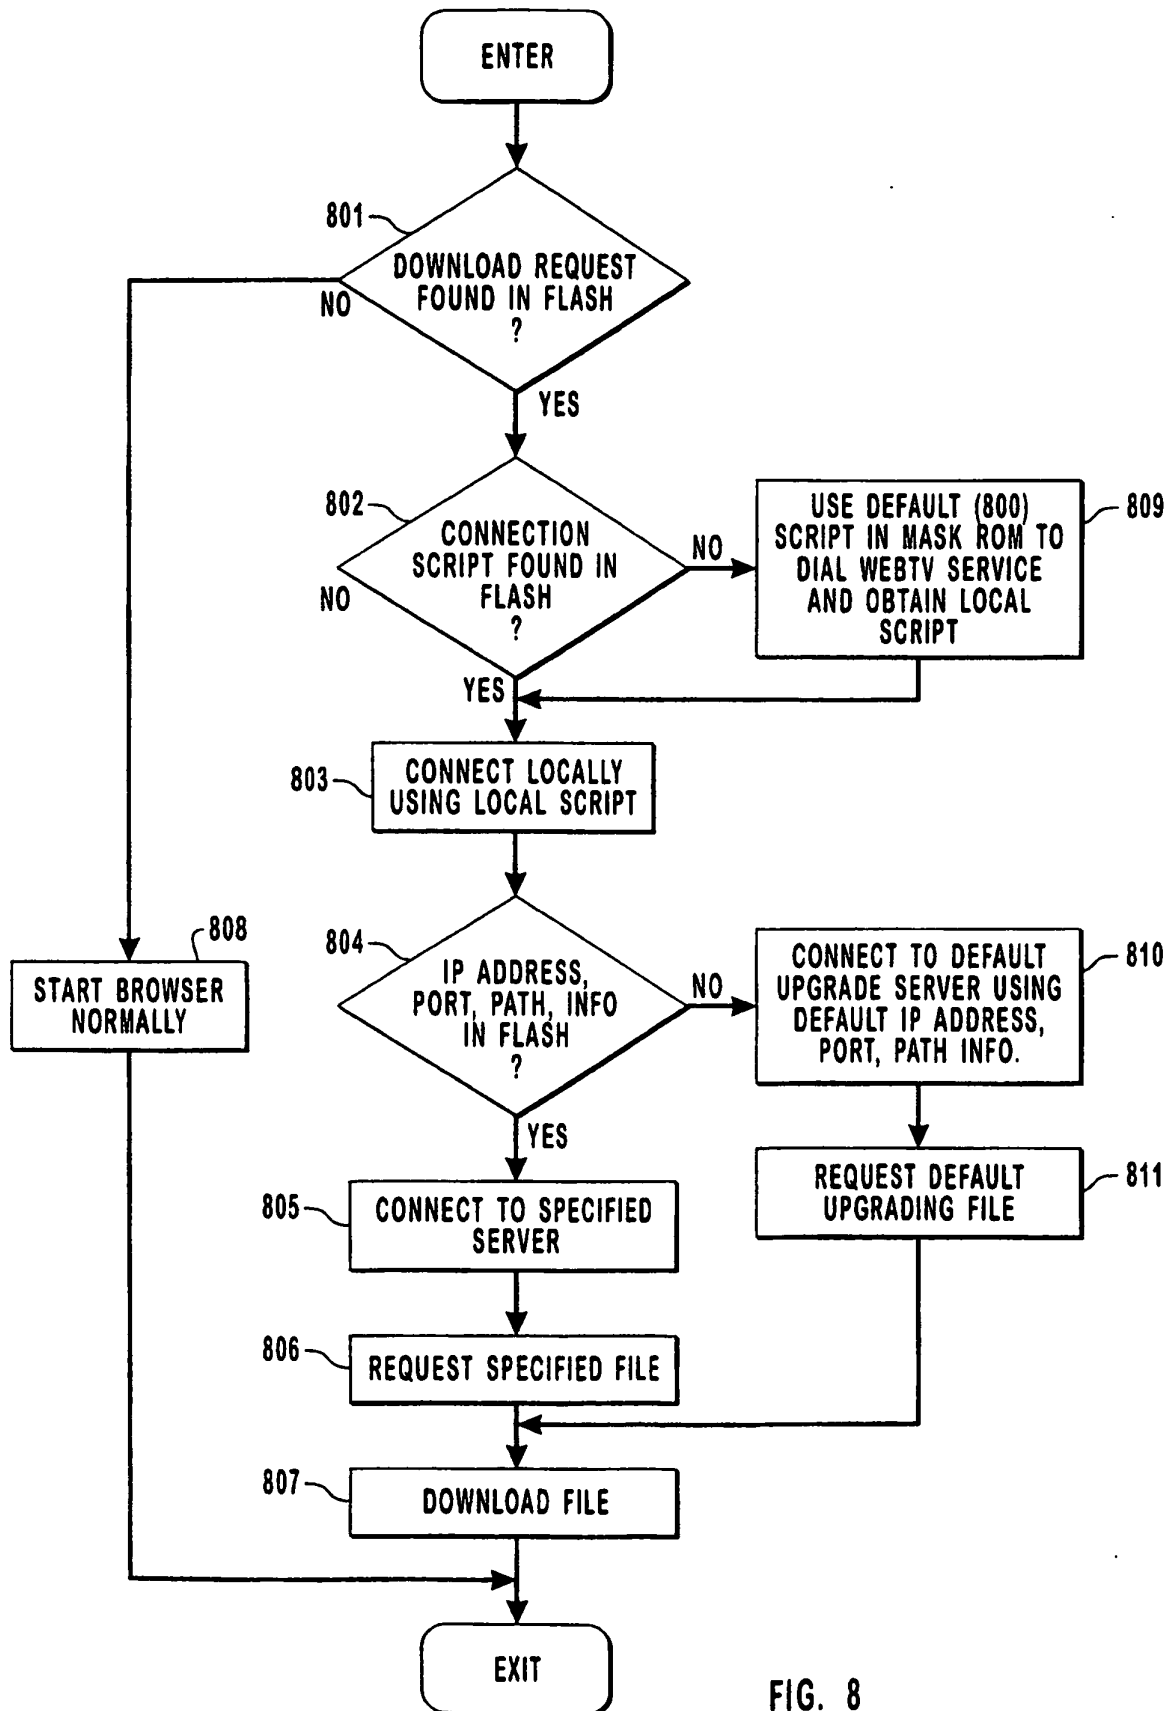 ENTER
801
DOWNLOAD REQUEST
FOUND IN FLASH
?
NO
YES
802
CONNECTION
SCRIPT FOUND IN
FLASH
?
NO
NO
YES
USE DEFAULT (800)
SCRIPT IN MASK ROM TO
DIAL WEBTV SERVICE
AND OBTAIN LOCAL
SCRIPT
809
803
CONNECT LOCALLY
USING LOCAL SCRIPT
808
START BROWSER
NORMALLY
804
IP ADDRESS,
PORT, PATH, INFO
IN FLASH
?
NO
YES
CONNECT TO DEFAULT
UPGRADE SERVER USING
DEFAULT IP ADDRESS,
PORT, PATH INFO.
810
805
CONNECT TO SPECIFIED
SERVER
REQUEST DEFAULT
UPGRADING FILE
811
806
REQUEST SPECIFIED FILE
807
DOWNLOAD FILE
EXIT
FIG. 8